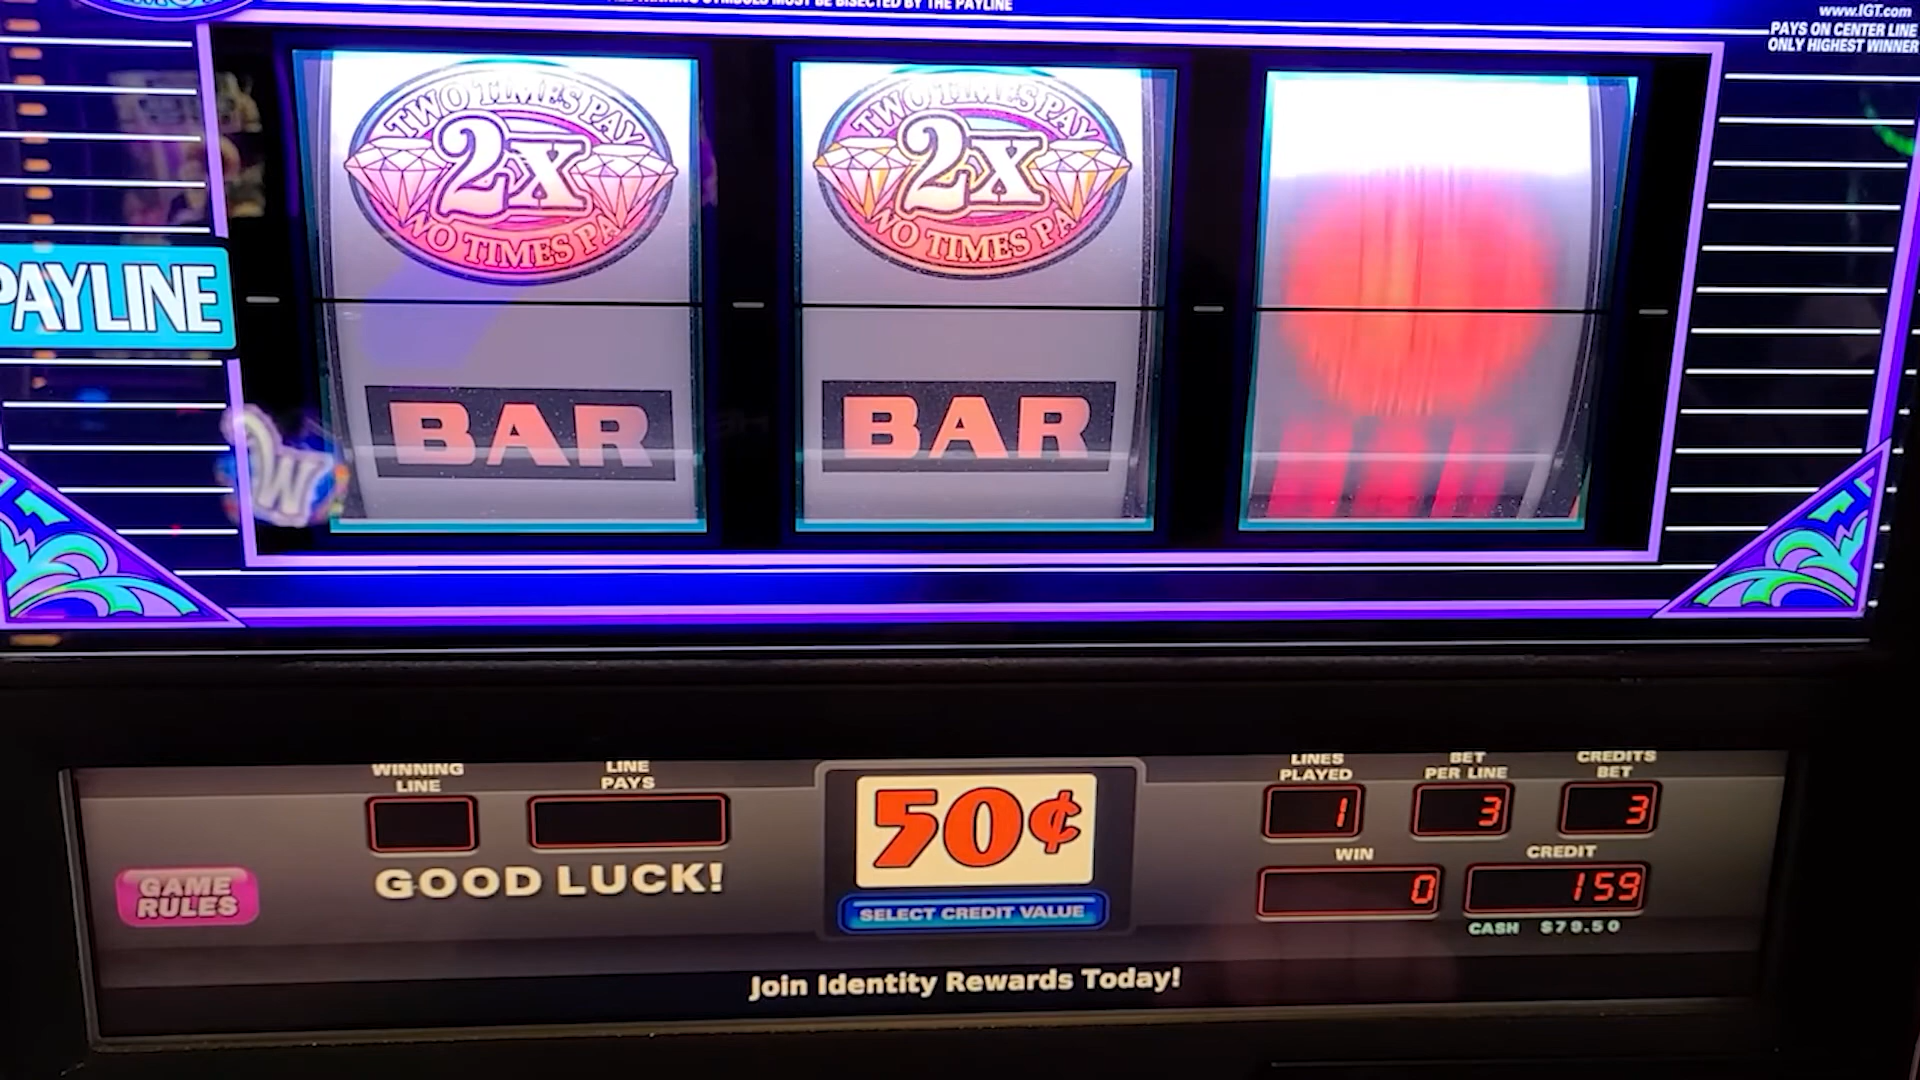 ALL WINNING SYMBOLS MUST BE BISECTED BY THE PAYLINE
www.IGT.com
PAYS ON CENTER LINE
ONLY HIGHEST WINNER
TWO TIMES PAY
2x
TWO TIMES PAY
TWO TIMES PAY
2x
TWO TIMES PAY
PAYLINE
BAR
BAR
W
WINNING
LINE
LINE
PAYS
GOOD LUCK!
GAME
RULES
50¢
SELECT CREDIT VALUE
LINES
PLAYED
1
BET
PER LINE
3
CREDITS
BET
3
WIN
0
CREDIT
159
CASH $79.50
Join Identity Rewards Today!